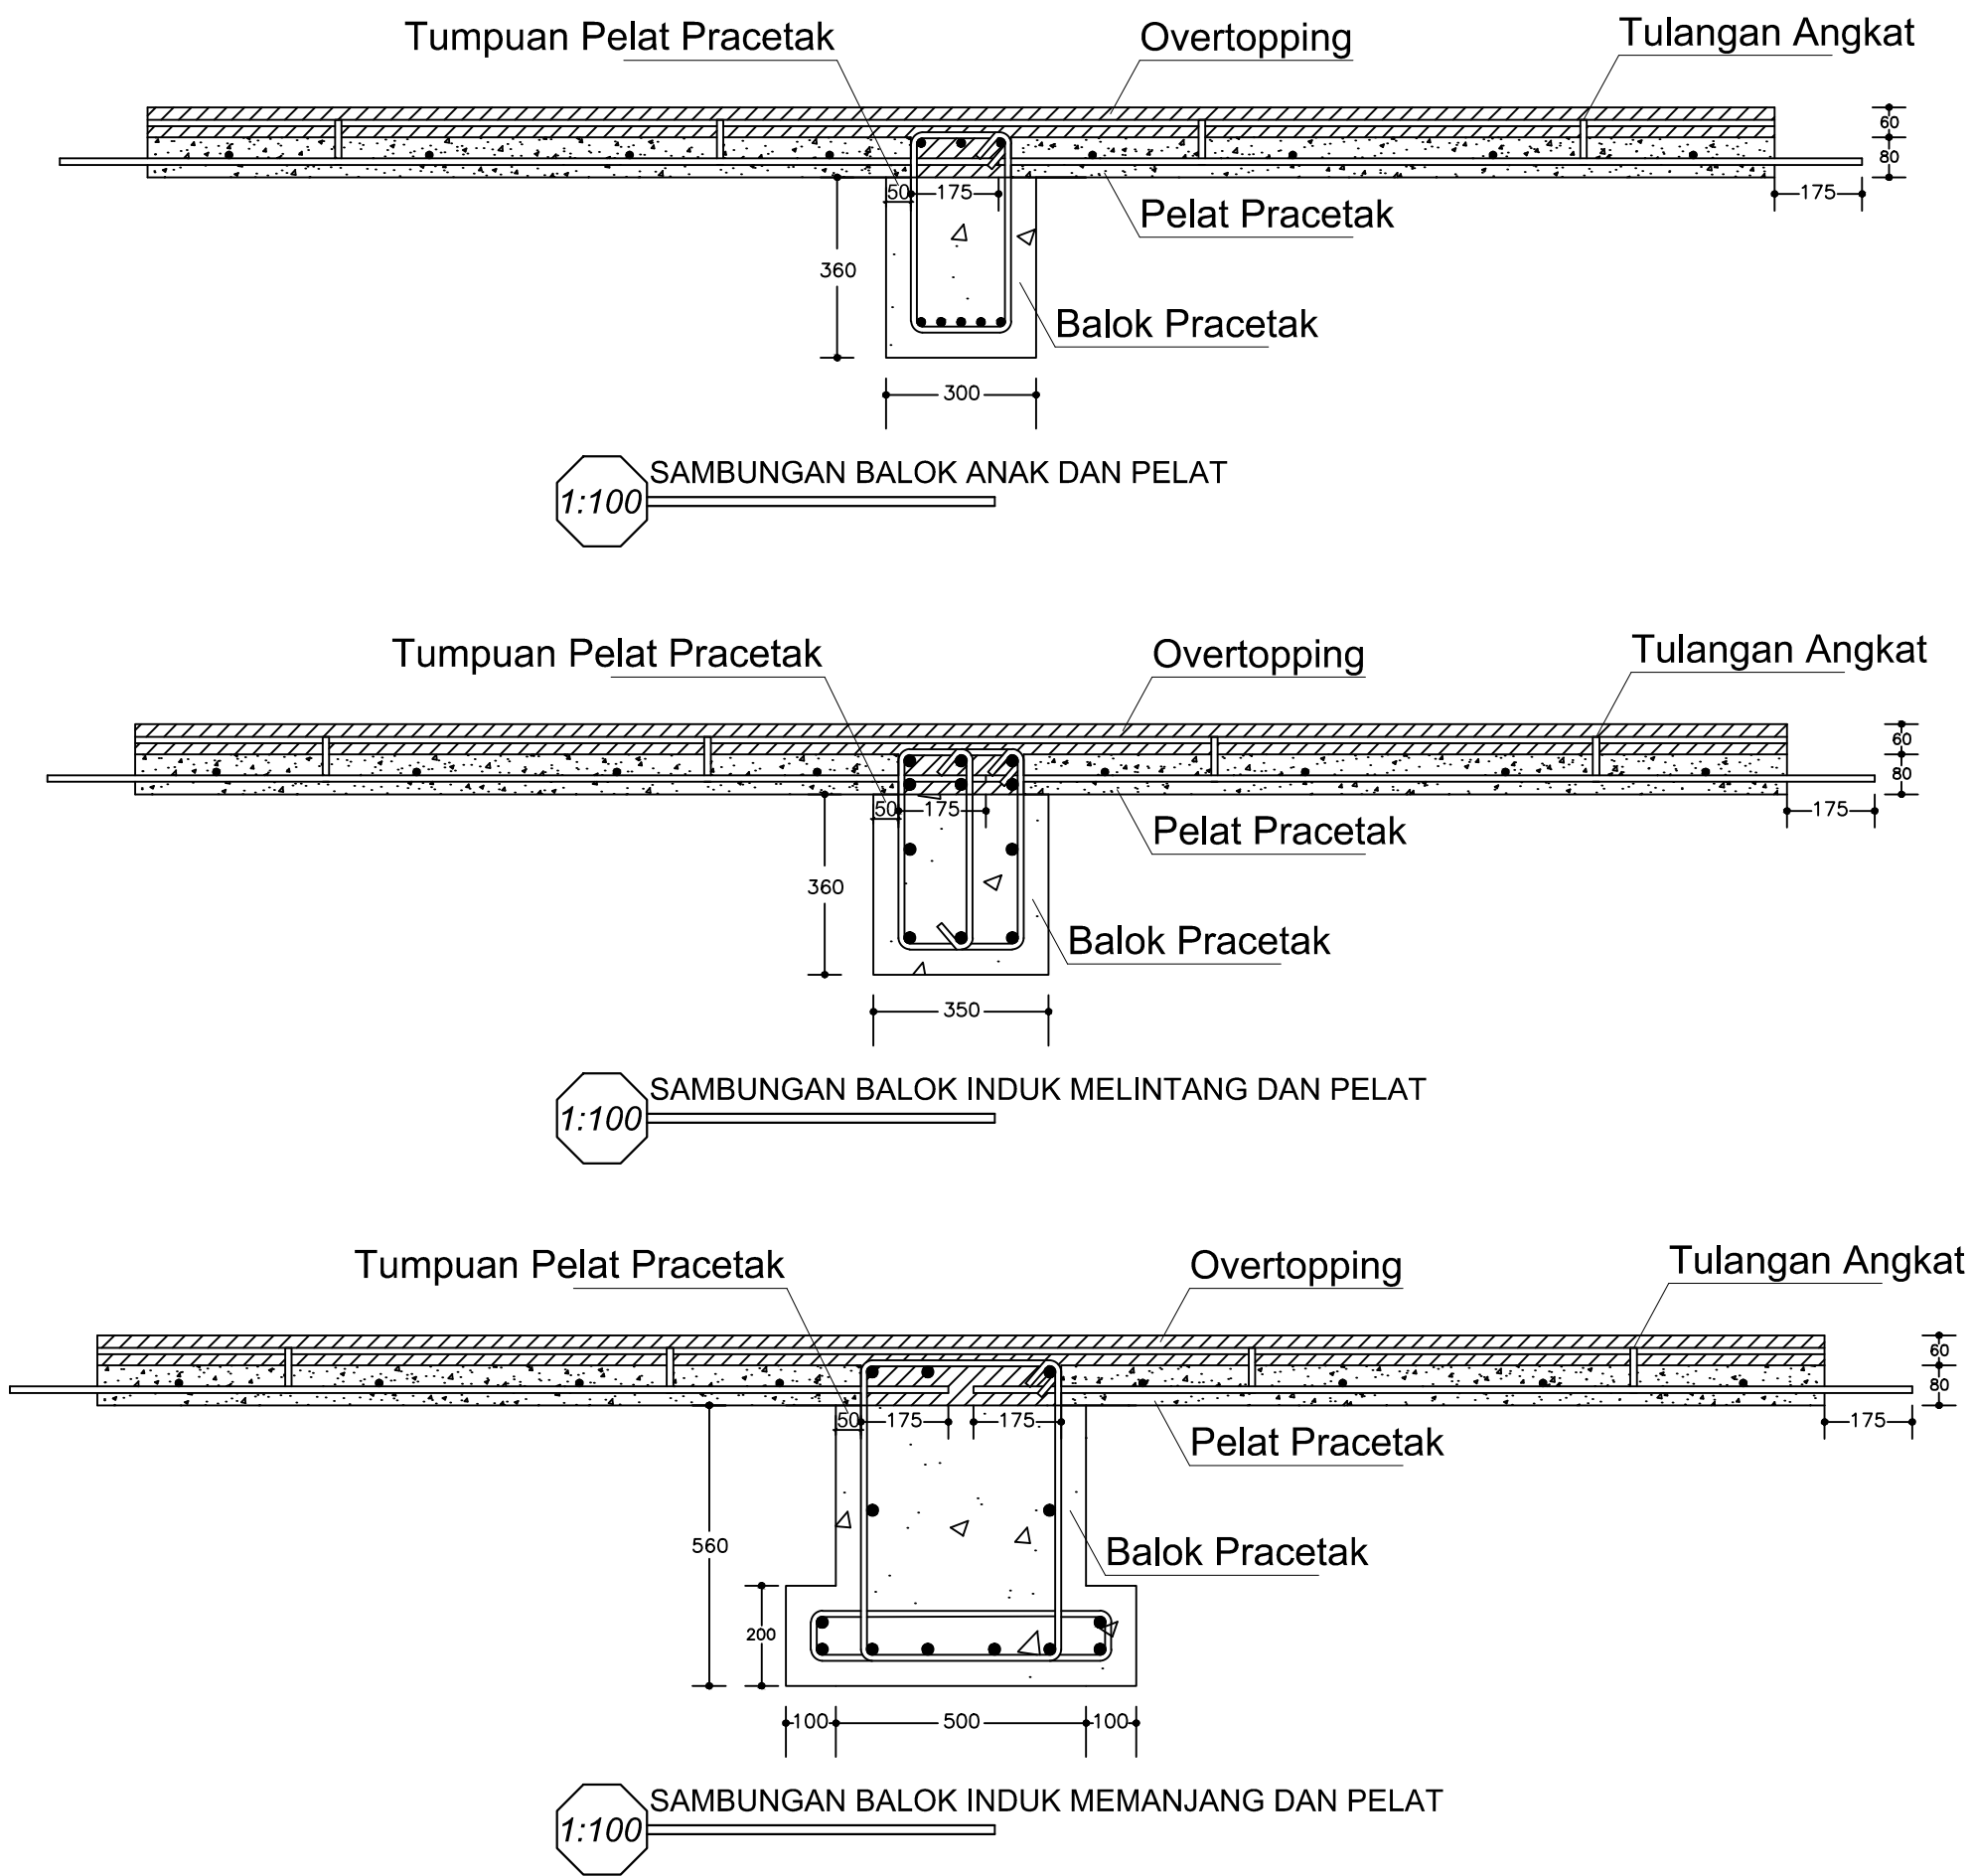 Tumpuan Pelat Pracetak
Overtopping
Tulangan Angkat
60
80
50
175
175
Pelat Pracetak
360
Balok Pracetak
300
SAMBUNGAN BALOK ANAK DAN PELAT
1:100
Tumpuan Pelat Pracetak
Overtopping
Tulangan Angkat
60
80
50
175
175
Pelat Pracetak
360
Balok Pracetak
350
SAMBUNGAN BALOK INDUK MELINTANG DAN PELAT
1:100
Tumpuan Pelat Pracetak
Overtopping
Tulangan Angkat
60
80
50
175
175
175
Pelat Pracetak
560
Balok Pracetak
200
100
500
100
SAMBUNGAN BALOK INDUK MEMANJANG DAN PELAT
1:100